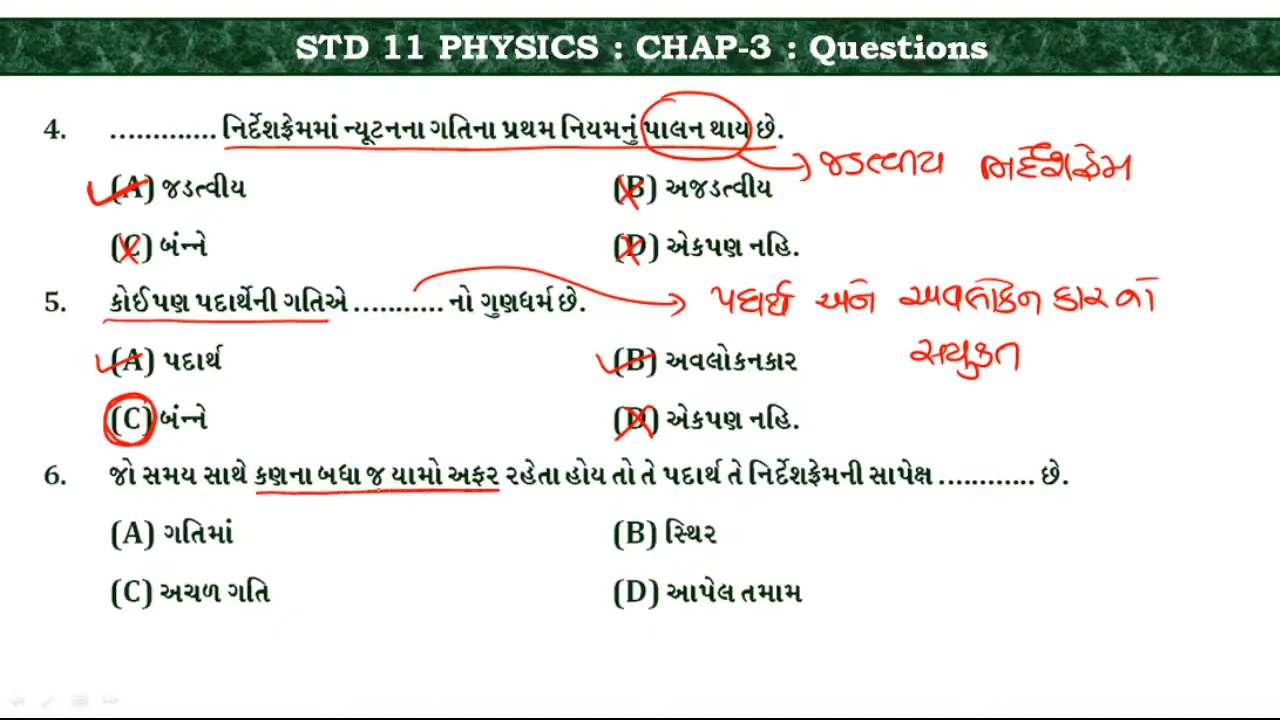 STD 11 PHYSICS : CHAP-3 : Questions
4. ............. નિર્દેશફ્રેમમાં ન્યૂટનના ગતિના પ્રથમ નિયમનું પાલન થાય છે.
જડત્વીય નિર્દેશફ્રેમ
(A) જડત્વીય (B) અજડત્વીય
(C) બંન્ને (D) એકપણ નહિ.
5. કોઈપણ પદાર્થની ગતિએ ........... નો ગુણધર્મ છે.
પદાર્થ અને અવલોકનકારનો
સંયુક્ત
(A) પદાર્થ (B) અવલોકનકાર
(C) બંન્ને (D) એકપણ નહિ.
6. જો સમય સાથે કણના બધા જ યામો અફર રહેતા હોય તો તે પદાર્થ તે નિર્દેશફ્રેમની સાપેક્ષ ............ છે.
(A) ગતિમાં (B) સ્થિર
(C) અચળ ગતિ (D) આપેલ તમામ